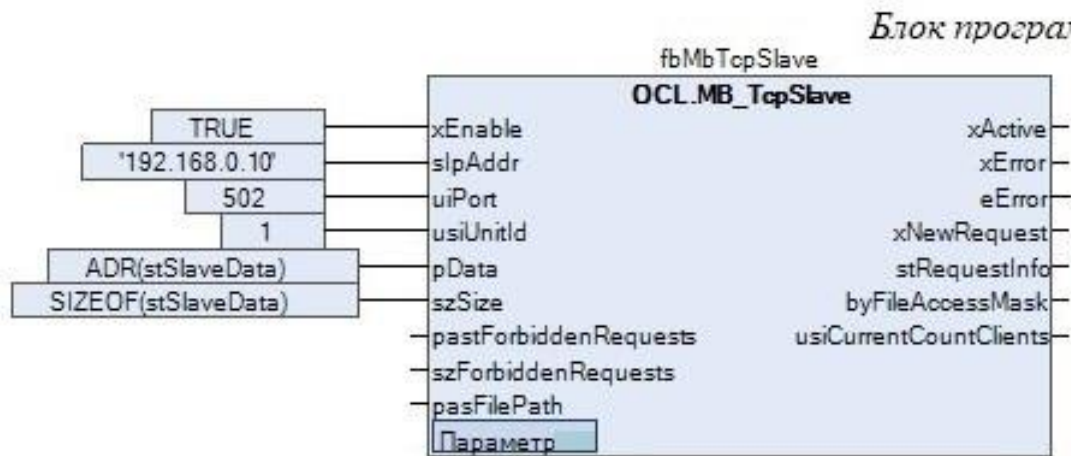 Блок
fbMbTcpSlave
OCL.MB_TcpSlave
TRUE xEnable xActive
'192.168.0.10' sIpAddr xError
502 uiPort eError
1 usiUnitId xNewRequest
ADR(stSlaveData) pData stRequestInfo
SIZEOF(stSlaveData) szSize byFileAccessMask
pastForbiddenRequests usiCurrentCountClients
szForbiddenRequests
pasFilePath
Параметр